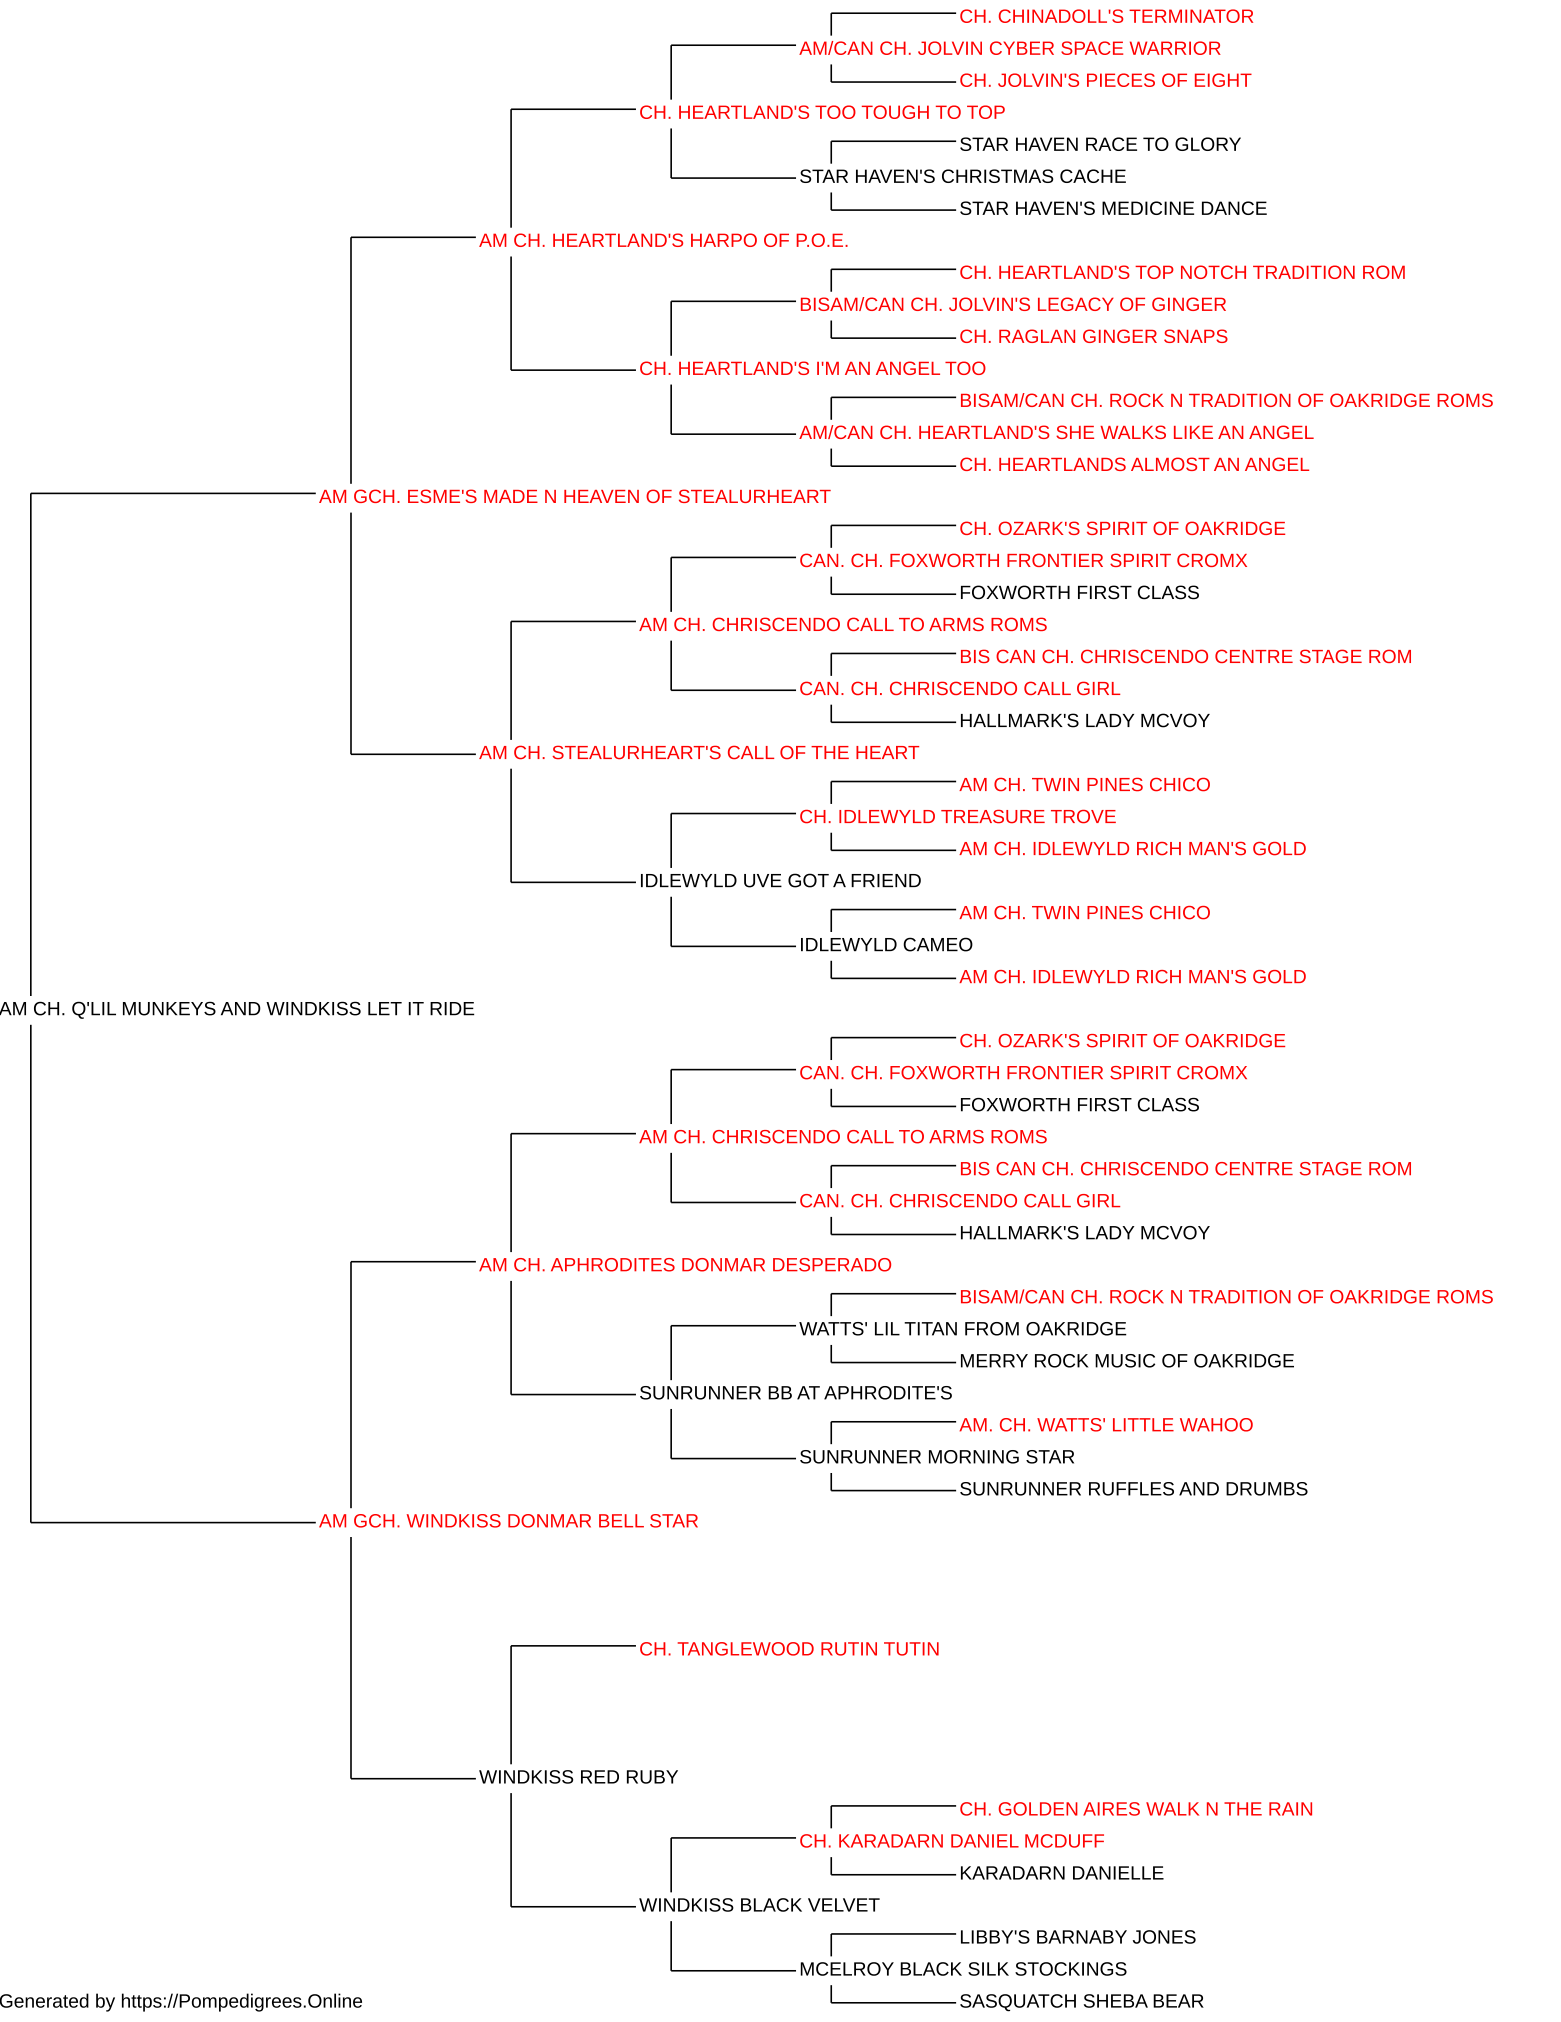 CH. CHINADOLL'S TERMINATOR
AM/CAN CH. JOLVIN CYBER SPACE WARRIOR
CH. JOLVIN'S PIECES OF EIGHT
CH. HEARTLAND'S TOO TOUGH TO TOP
STAR HAVEN RACE TO GLORY
STAR HAVEN'S CHRISTMAS CACHE
STAR HAVEN'S MEDICINE DANCE
AM CH. HEARTLAND'S HARPO OF P.O.E.
CH. HEARTLAND'S TOP NOTCH TRADITION ROM
BISAM/CAN CH. JOLVIN'S LEGACY OF GINGER
CH. RAGLAN GINGER SNAPS
CH. HEARTLAND'S I'M AN ANGEL TOO
BISAM/CAN CH. ROCK N TRADITION OF OAKRIDGE ROMS
AM/CAN CH. HEARTLAND'S SHE WALKS LIKE AN ANGEL
CH. HEARTLANDS ALMOST AN ANGEL
AM GCH. ESME'S MADE N HEAVEN OF STEALURHEART
CH. OZARK'S SPIRIT OF OAKRIDGE
CAN. CH. FOXWORTH FRONTIER SPIRIT CROMX
FOXWORTH FIRST CLASS
AM CH. CHRISCENDO CALL TO ARMS ROMS
BIS CAN CH. CHRISCENDO CENTRE STAGE ROM
CAN. CH. CHRISCENDO CALL GIRL
HALLMARK'S LADY MCVOY
AM CH. STEALURHEART'S CALL OF THE HEART
AM CH. TWIN PINES CHICO
CH. IDLEWYLD TREASURE TROVE
AM CH. IDLEWYLD RICH MAN'S GOLD
IDLEWYLD UVE GOT A FRIEND
AM CH. TWIN PINES CHICO
IDLEWYLD CAMEO
AM CH. IDLEWYLD RICH MAN'S GOLD
AM CH. Q'LIL MUNKEYS AND WINDKISS LET IT RIDE
CH. OZARK'S SPIRIT OF OAKRIDGE
CAN. CH. FOXWORTH FRONTIER SPIRIT CROMX
FOXWORTH FIRST CLASS
AM CH. CHRISCENDO CALL TO ARMS ROMS
BIS CAN CH. CHRISCENDO CENTRE STAGE ROM
CAN. CH. CHRISCENDO CALL GIRL
HALLMARK'S LADY MCVOY
AM CH. APHRODITES DONMAR DESPERADO
BISAM/CAN CH. ROCK N TRADITION OF OAKRIDGE ROMS
WATTS' LIL TITAN FROM OAKRIDGE
MERRY ROCK MUSIC OF OAKRIDGE
SUNRUNNER BB AT APHRODITE'S
AM. CH. WATTS' LITTLE WAHOO
SUNRUNNER MORNING STAR
SUNRUNNER RUFFLES AND DRUMBS
AM GCH. WINDKISS DONMAR BELL STAR
CH. TANGLEWOOD RUTIN TUTIN
WINDKISS RED RUBY
CH. GOLDEN AIRES WALK N THE RAIN
CH. KARADARN DANIEL MCDUFF
KARADARN DANIELLE
WINDKISS BLACK VELVET
LIBBY'S BARNABY JONES
MCELROY BLACK SILK STOCKINGS
SASQUATCH SHEBA BEAR
Generated by https://Pompedigrees.Online